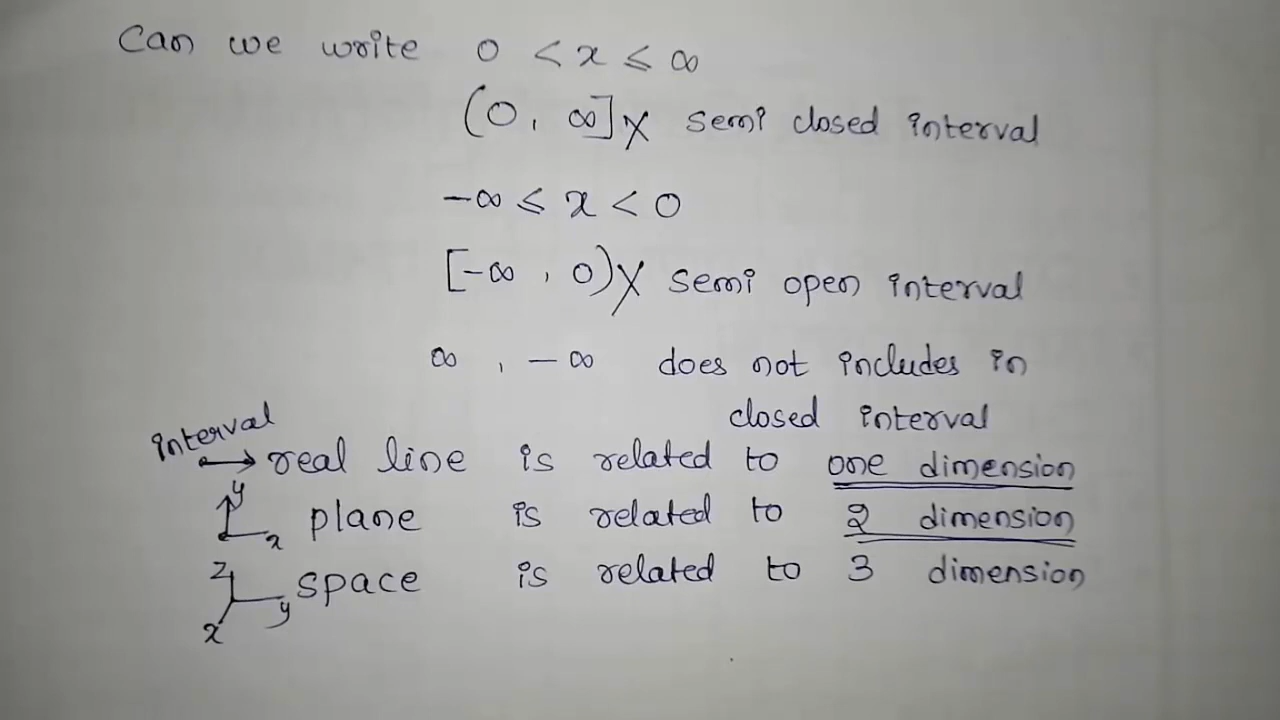 Can we write 0 < x ≤ ∞
(0, ∞] X semi closed interval
-∞ ≤ x < 0
[-∞, 0) X semi open interval
∞, -∞ does not includes in
closed interval
interval
real line is related to one dimension
y
x
plane is related to 2 dimension
z
y
x
space is related to 3 dimension